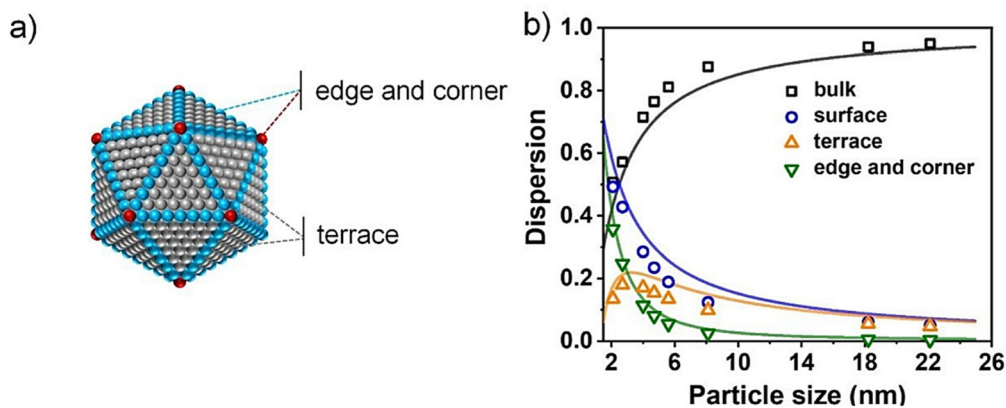 a)
edge and corner
terrace
b)
Dispersion
1.0
0.8
0.6
0.4
0.2
0.0
bulk
surface
terrace
edge and corner
2 6 10 14 18 22 26
Particle size (nm)